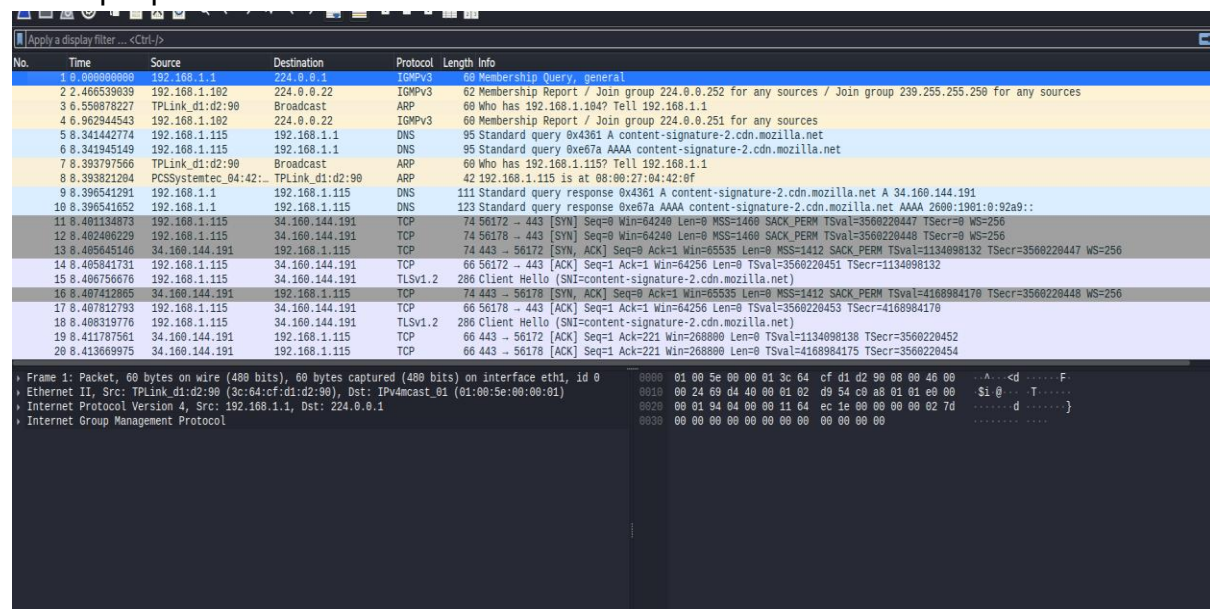 Apply a display filter ... <Ctrl-/>
No. Time Source Destination Protocol Length Info
1 0.000000000 192.168.1.1 224.0.0.1 IGMPv3 60 Membership Query, general
2 2.466539039 192.168.1.102 224.0.0.22 IGMPv3 62 Membership Report / Join group 224.0.0.252 for any sources / Join group 239.255.255.250 for any sources
3 6.550878227 TPLink_d1:d2:90 Broadcast ARP 60 Who has 192.168.1.104? Tell 192.168.1.1
4 6.962944543 192.168.1.102 224.0.0.22 IGMPv3 60 Membership Report / Join group 224.0.0.251 for any sources
5 8.341442774 192.168.1.115 192.168.1.1 DNS 95 Standard query 0x4361 A content-signature-2.cdn.mozilla.net
6 8.341945149 192.168.1.115 192.168.1.1 DNS 95 Standard query 0xe67a AAAA content-signature-2.cdn.mozilla.net
7 8.393797566 TPLink_d1:d2:90 Broadcast ARP 60 Who has 192.168.1.115? Tell 192.168.1.1
8 8.393821204 PCSSystemtec_04:42:… TPLink_d1:d2:90 ARP 42 192.168.1.115 is at 08:00:27:04:42:0f
9 8.396541291 192.168.1.1 192.168.1.115 DNS 111 Standard query response 0x4361 A content-signature-2.cdn.mozilla.net A 34.160.144.191
10 8.396541652 192.168.1.1 192.168.1.115 DNS 123 Standard query response 0xe67a AAAA content-signature-2.cdn.mozilla.net AAAA 2600:1901:0:92a9::
11 8.401134873 192.168.1.115 34.160.144.191 TCP 74 56172 → 443 [SYN] Seq=0 Win=64240 Len=0 MSS=1460 SACK_PERM TSval=3560220447 TSecr=0 WS=256
12 8.402406229 192.168.1.115 34.160.144.191 TCP 74 56178 → 443 [SYN] Seq=0 Win=64240 Len=0 MSS=1460 SACK_PERM TSval=3560220448 TSecr=0 WS=256
13 8.405645146 34.160.144.191 192.168.1.115 TCP 74 443 → 56172 [SYN, ACK] Seq=0 Ack=1 Win=65535 Len=0 MSS=1412 SACK_PERM TSval=1134098132 TSecr=3560220447 WS=256
14 8.405841731 192.168.1.115 34.160.144.191 TCP 66 56172 → 443 [ACK] Seq=1 Ack=1 Win=64256 Len=0 TSval=3560220451 TSecr=1134098132
15 8.406756676 192.168.1.115 34.160.144.191 TLSv1.2 286 Client Hello (SNI=content-signature-2.cdn.mozilla.net)
16 8.407412865 34.160.144.191 192.168.1.115 TCP 74 443 → 56178 [SYN, ACK] Seq=0 Ack=1 Win=65535 Len=0 MSS=1412 SACK_PERM TSval=4168984170 TSecr=3560220448 WS=256
17 8.407812793 192.168.1.115 34.160.144.191 TCP 66 56178 → 443 [ACK] Seq=1 Ack=1 Win=64256 Len=0 TSval=3560220453 TSecr=4168984170
18 8.408319776 192.168.1.115 34.160.144.191 TLSv1.2 286 Client Hello (SNI=content-signature-2.cdn.mozilla.net)
19 8.411787561 34.160.144.191 192.168.1.115 TCP 66 443 → 56172 [ACK] Seq=1 Ack=221 Win=268800 Len=0 TSval=1134098138 TSecr=3560220452
20 8.413669975 34.160.144.191 192.168.1.115 TCP 66 443 → 56178 [ACK] Seq=1 Ack=221 Win=268800 Len=0 TSval=4168984175 TSecr=3560220454
Frame 1: Packet, 60 bytes on wire (480 bits), 60 bytes captured (480 bits) on interface eth1, id 0
Ethernet II, Src: TPLink_d1:d2:90 (3c:64:cf:d1:d2:90), Dst: IPv4mcast_01 (01:00:5e:00:00:01)
Internet Protocol Version 4, Src: 192.168.1.1, Dst: 224.0.0.1
Internet Group Management Protocol
0000 01 00 5e 00 00 01 3c 64 cf d1 d2 90 08 00 46 00 ··^···<d ······F·
0010 00 24 69 d4 40 00 01 02 d9 54 c0 a8 01 01 e0 00 ·$i·@··· ·T······
0020 00 01 94 04 00 00 11 64 ec 1e 00 00 00 00 02 7d ·······d ·······}
0030 00 00 00 00 00 00 00 00 00 00 00 00 ········ ····